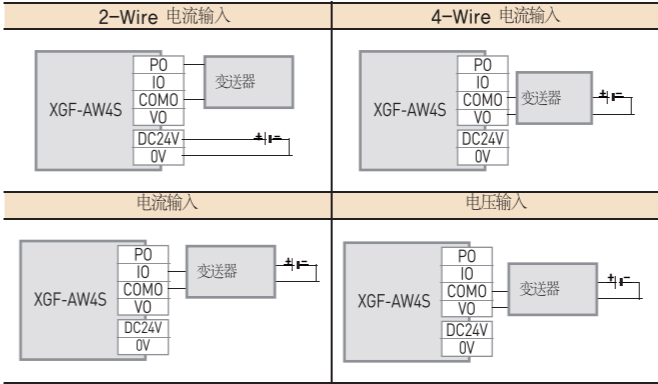 2-Wire 电流输入
4-Wire 电流输入
XGF-AW4S
P0
I0
COM0
V0
DC24V
0V
变送器
+ -
XGF-AW4S
P0
I0
COM0
V0
DC24V
0V
变送器
+ -
电流输入
电压输入
XGF-AW4S
P0
I0
COM0
V0
DC24V
0V
变送器
+ -
XGF-AW4S
P0
I0
COM0
V0
DC24V
0V
变送器
+ -